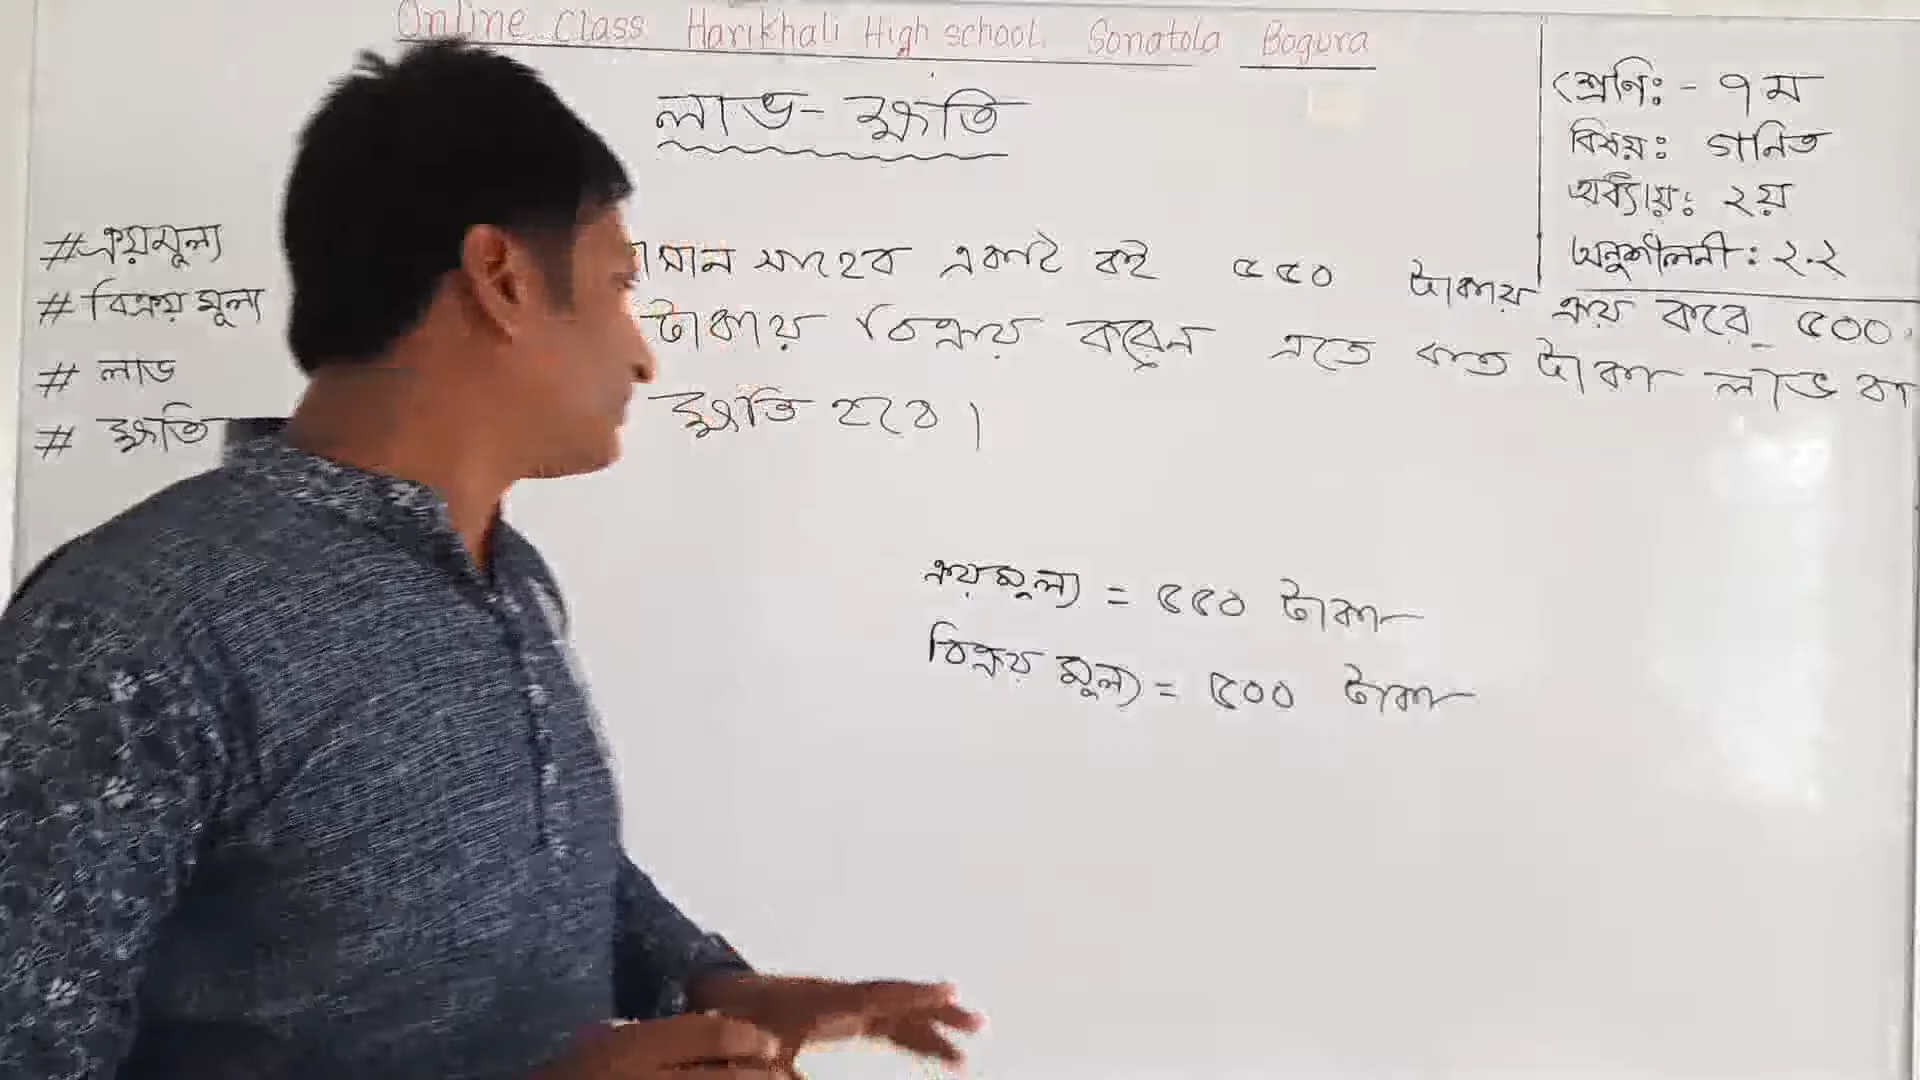 Online Class Harikhali High school. Sonatola Bogura
লাভ-ক্ষতি
শ্রেণিঃ - ৭ম
বিষয়ঃ গনিত
অধ্যায়ঃ ২য়
অনুশীলনী: ২.২
#ক্রয়মূল্য
# বিক্রয় মূল্য
# লাভ
# ক্ষতি
সাহেব একটি বই ৫৫০ টাকায় ক্রয় করে ৫০০
টাকায় বিক্রয় করেন এতে কত টাকা লাভ বা
ক্ষতি হবে।
ক্রয়মূল্য = ৫৫০ টাকা
বিক্রয় মূল্য = ৫০০ টাকা